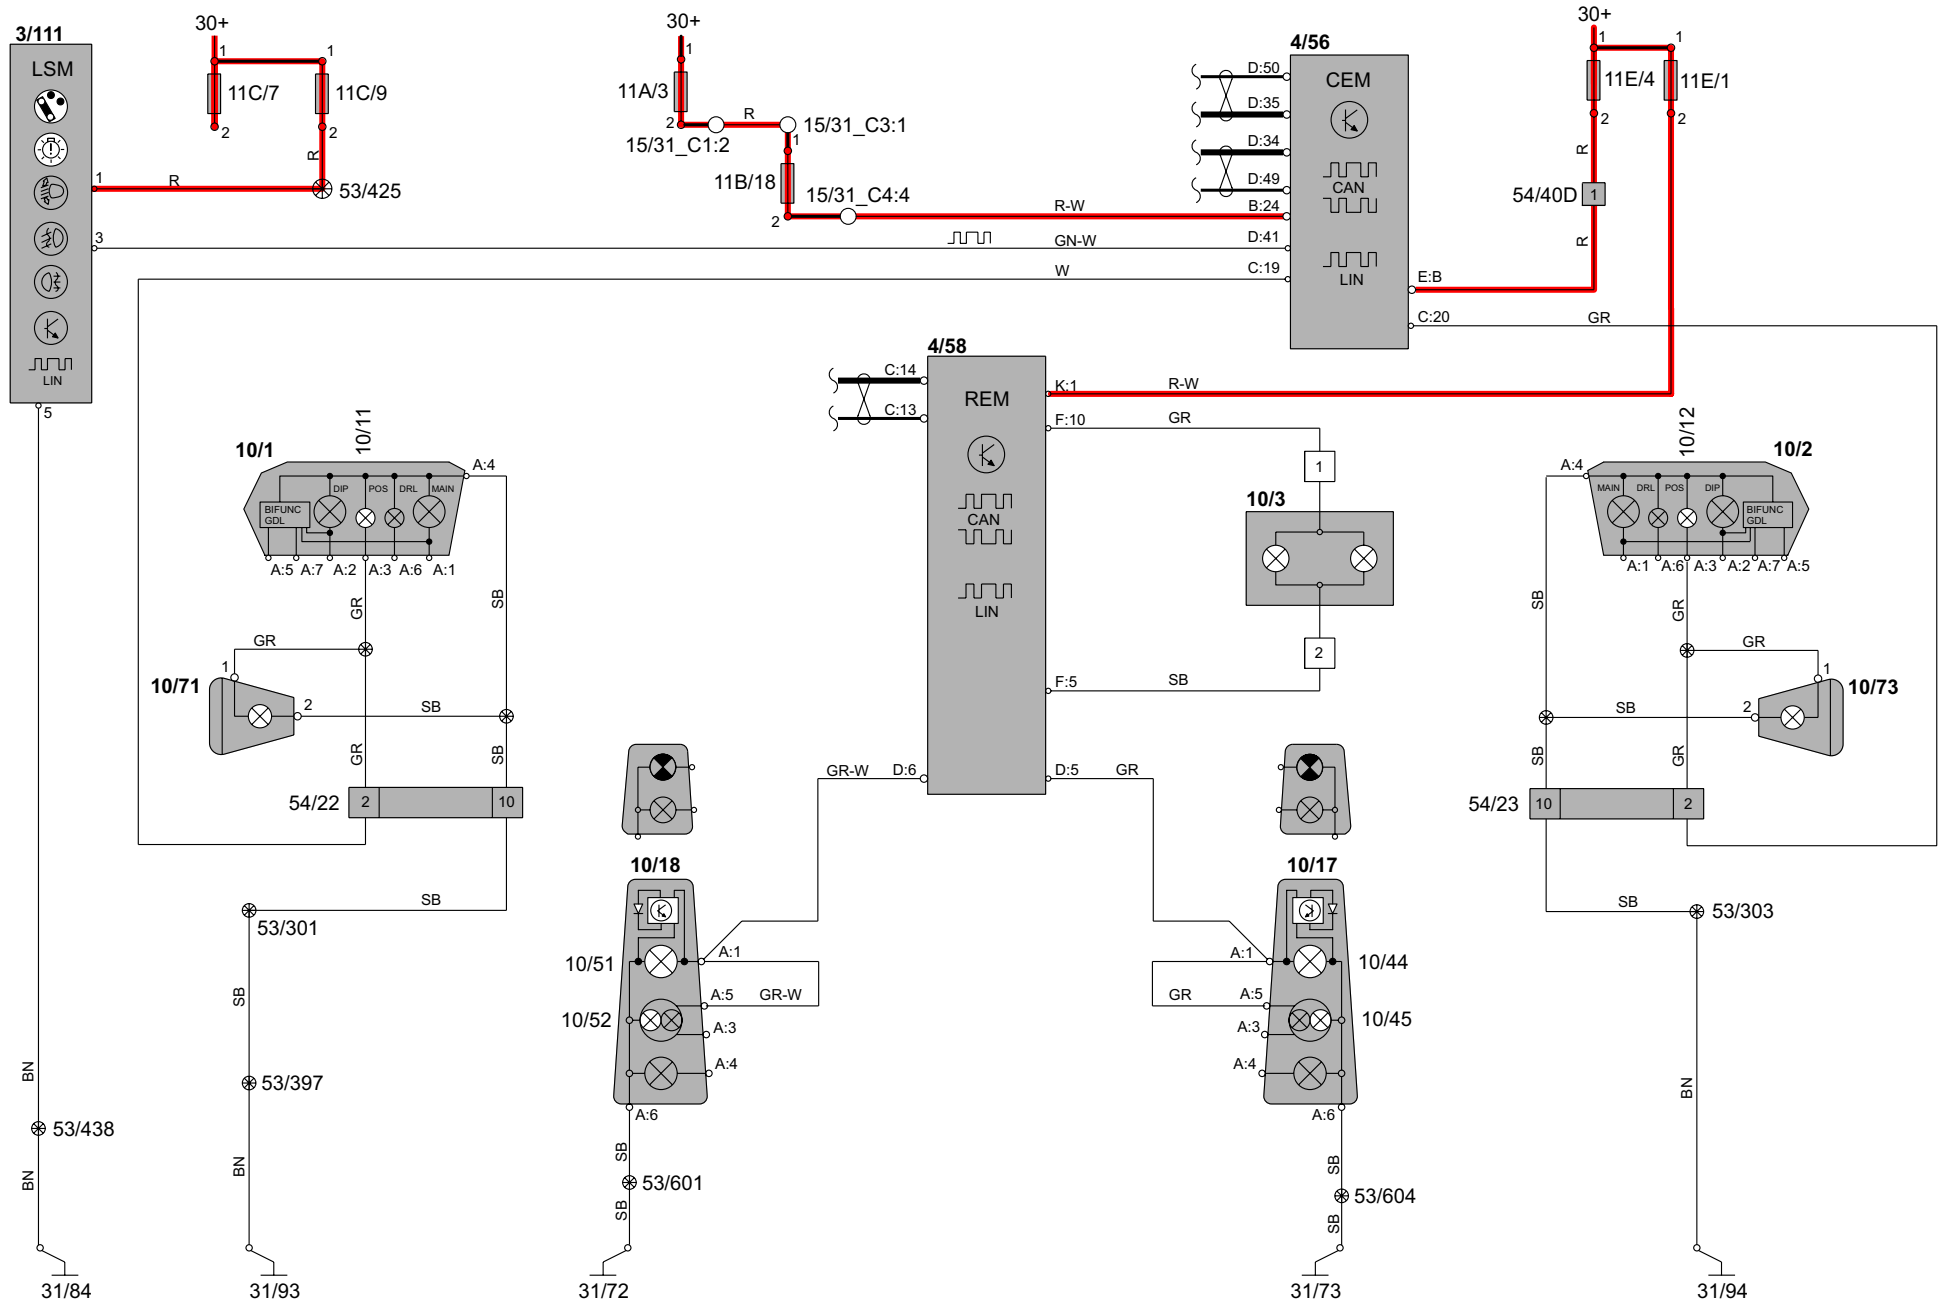 30+ 30+ 30+
3/111 4/56
LSM CEM
1 1 1 1 1
11C/7 11C/9 11A/3 11E/4 11E/1
2 2 2 R 2 2
15/31_C1:2 15/31_C3:1
1
11B/18
15/31_C4:4
2
R
1 R 53/425
D:50
D:35
D:34
D:49
CAN
R-W B:24
3 GN-W D:41
W C:19
LIN
R
54/40D 1
R
E:B
C:20 GR
LIN
5
4/58
REM
C:14
C:13
K:1 R-W
F:10 GR
1
10/3
2
F:5 SB
CAN
LIN
10/1 10/11 A:4
DIP POS DRL MAIN
BIFUNC
GDL
A:5 A:7 A:2 A:3 A:6 A:1
GR SB
GR
1
10/71 2 SB
GR SB
54/22 2 10
10/12 10/2
A:4
MAIN DRL POS DIP
BIFUNC
GDL
A:1 A:6 A:3 A:2 A:7 A:5
SB GR
GR
1
SB 2 10/73
SB GR
54/23 10 2
GR-W D:6 D:5 GR
10/18 10/17
10/51 A:1 A:1 10/44
A:5 GR-W GR A:5
10/52 A:3 A:3 10/45
A:4 A:4
A:6 A:6
SB SB
53/601 53/604
SB SB
SB SB
53/301 53/303
SB
BN 53/397 BN
53/438
BN BN
31/84 31/93 31/72 31/73 31/94